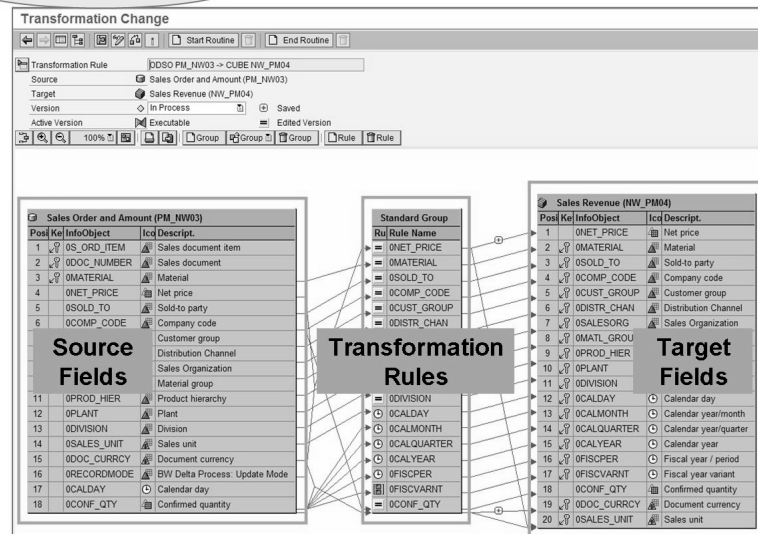 Transformation Change
Start Routine End Routine
Transformation Rule ODSO PM_NW03 -> CUBE NW_PM04
Source Sales Order and Amount (PM_NW03)
Target Sales Revenue (NW_PM04)
Version In Process Saved
Active Version Executable Edited Version
100% Group Group Group Rule Rule
Sales Order and Amount (PM_NW03)
Posi Key InfoObject Ico Descript.
1 0S_ORD_ITEM Sales document item
2 0DOC_NUMBER Sales document
3 0MATERIAL Material
4 0NET_PRICE Net price
5 0SOLD_TO Sold-to party
6 0COMP_CODE Company code
Customer group
Distribution Channel
Sales Organization
Material group
11 0PROD_HIER Product hierarchy
12 0PLANT Plant
13 0DIVISION Division
14 0SALES_UNIT Sales unit
15 0DOC_CURRCY Document currency
16 0RECORDMODE BW Delta Process: Update Mode
17 0CALDAY Calendar day
18 0CONF_QTY Confirmed quantity
Source
Fields
Standard Group
Ru Rule Name
0NET_PRICE
0MATERIAL
0SOLD_TO
0COMP_CODE
0CUST_GROUP
0DISTR_CHAN
Transformation
Rules
0DIVISION
0CALDAY
0CALMONTH
0CALQUARTER
0CALYEAR
0FISCPER
0FISCVARNT
0CONF_QTY
Sales Revenue (NW_PM04)
Posi Key InfoObject Ico Descript.
1 0NET_PRICE Net price
2 0MATERIAL Material
3 0SOLD_TO Sold-to party
4 0COMP_CODE Company code
5 0CUST_GROUP Customer group
6 0DISTR_CHAN Distribution Channel
7 0SALESORG Sales Organization
8 0MATL_GROU
9 0PROD_HIER
10 0PLANT
11 0DIVISION
Target
Fields
12 0CALDAY Calendar day
13 0CALMONTH Calendar year/month
14 0CALQUARTER Calendar year/quarter
15 0CALYEAR Calendar year
16 0FISCPER Fiscal year / period
17 0FISCVARNT Fiscal year variant
18 0CONF_QTY Confirmed quantity
19 0DOC_CURRCY Document currency
20 0SALES_UNIT Sales unit